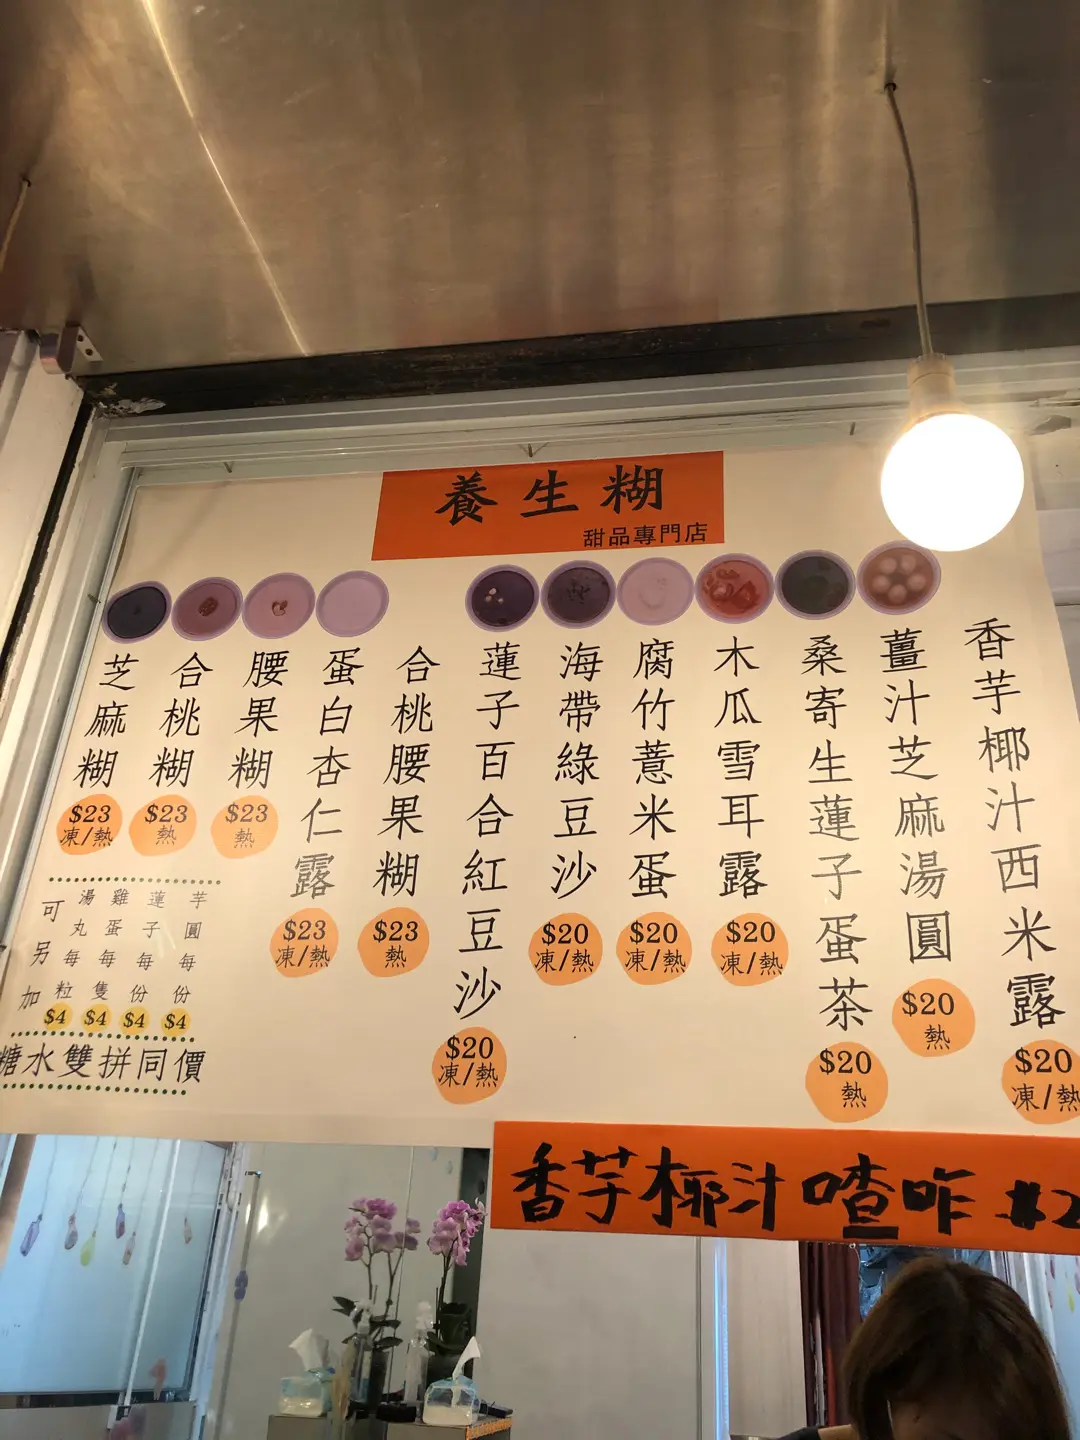 養生糊
甜品專門店
芝麻糊
$23
凍/熱
合桃糊
$23
熱
腰果糊
$23
熱
蛋白杏仁露
$23
凍/熱
合桃腰果糊
$23
熱
蓮子百合紅豆沙
$20
凍/熱
海帶綠豆沙
$20
凍/熱
腐竹薏米蛋
$20
凍/熱
木瓜雪耳露
$20
凍/熱
桑寄生蓮子蛋茶
$20
熱
薑汁芝麻湯圓
$20
熱
香芋椰汁西米露
$20
凍/熱
可另加
湯丸每粒
$4
雞蛋每隻
$4
蓮子每份
$4
芋圓每份
$4
糖水雙拼同價
香芋椰汁喳咋